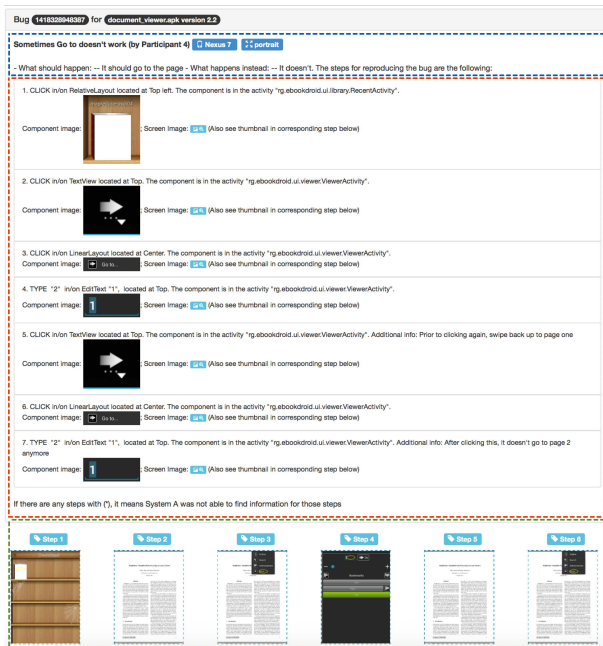 Bug 1418328948387 for document_viewer.apk version 2.2
Sometimes Go to doesn't work (by Participant 4) Nexus 7 portrait
- What should happen: -- It should go to the page - What happens instead: -- It doesn't. The steps for reproducing the bug are the following:
1. CLICK in/on RelativeLayout located at Top left. The component is in the activity "rg.ebookdroid.ui.library.RecentActivity".
Component image: ; Screen Image: (Also see thumbnail in corresponding step below)
2. CLICK in/on TextView located at Top. The component is in the activity "rg.ebookdroid.ui.viewer.ViewerActivity".
Component image: ; Screen Image: (Also see thumbnail in corresponding step below)
3. CLICK in/on LinearLayout located at Center. The component is in the activity "rg.ebookdroid.ui.viewer.ViewerActivity".
Component image: Go to... ; Screen Image: (Also see thumbnail in corresponding step below)
4. TYPE "2" in/on EditText "1", located at Top. The component is in the activity "rg.ebookdroid.ui.viewer.ViewerActivity".
Component image: 1 ; Screen Image: (Also see thumbnail in corresponding step below)
5. CLICK in/on TextView located at Top. The component is in the activity "rg.ebookdroid.ui.viewer.ViewerActivity". Additional info: Prior to clicking again, swipe back up to page one
Component image: ; Screen Image: (Also see thumbnail in corresponding step below)
6. CLICK in/on LinearLayout located at Center. The component is in the activity "rg.ebookdroid.ui.viewer.ViewerActivity".
Component image: Go to... ; Screen Image: (Also see thumbnail in corresponding step below)
7. TYPE "2" in/on EditText "1", located at Top. The component is in the activity "rg.ebookdroid.ui.viewer.ViewerActivity". Additional info: After clicking this, it doesn't go to page 2
anymore
Component image: 1 ; Screen Image: (Also see thumbnail in corresponding step below)
If there are any steps with (*), it means System A was not able to find information for those steps
Step 1 Step 2 Step 3 Step 4 Step 5 Step 6
Bookmarks